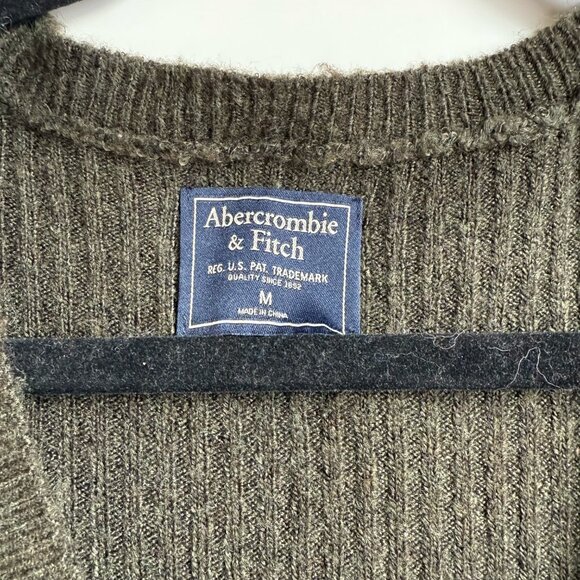 Abercrombie
& Fitch
REG. U.S. PAT. TRADEMARK
QUALITY SINCE 1892
M
MADE IN CHINA